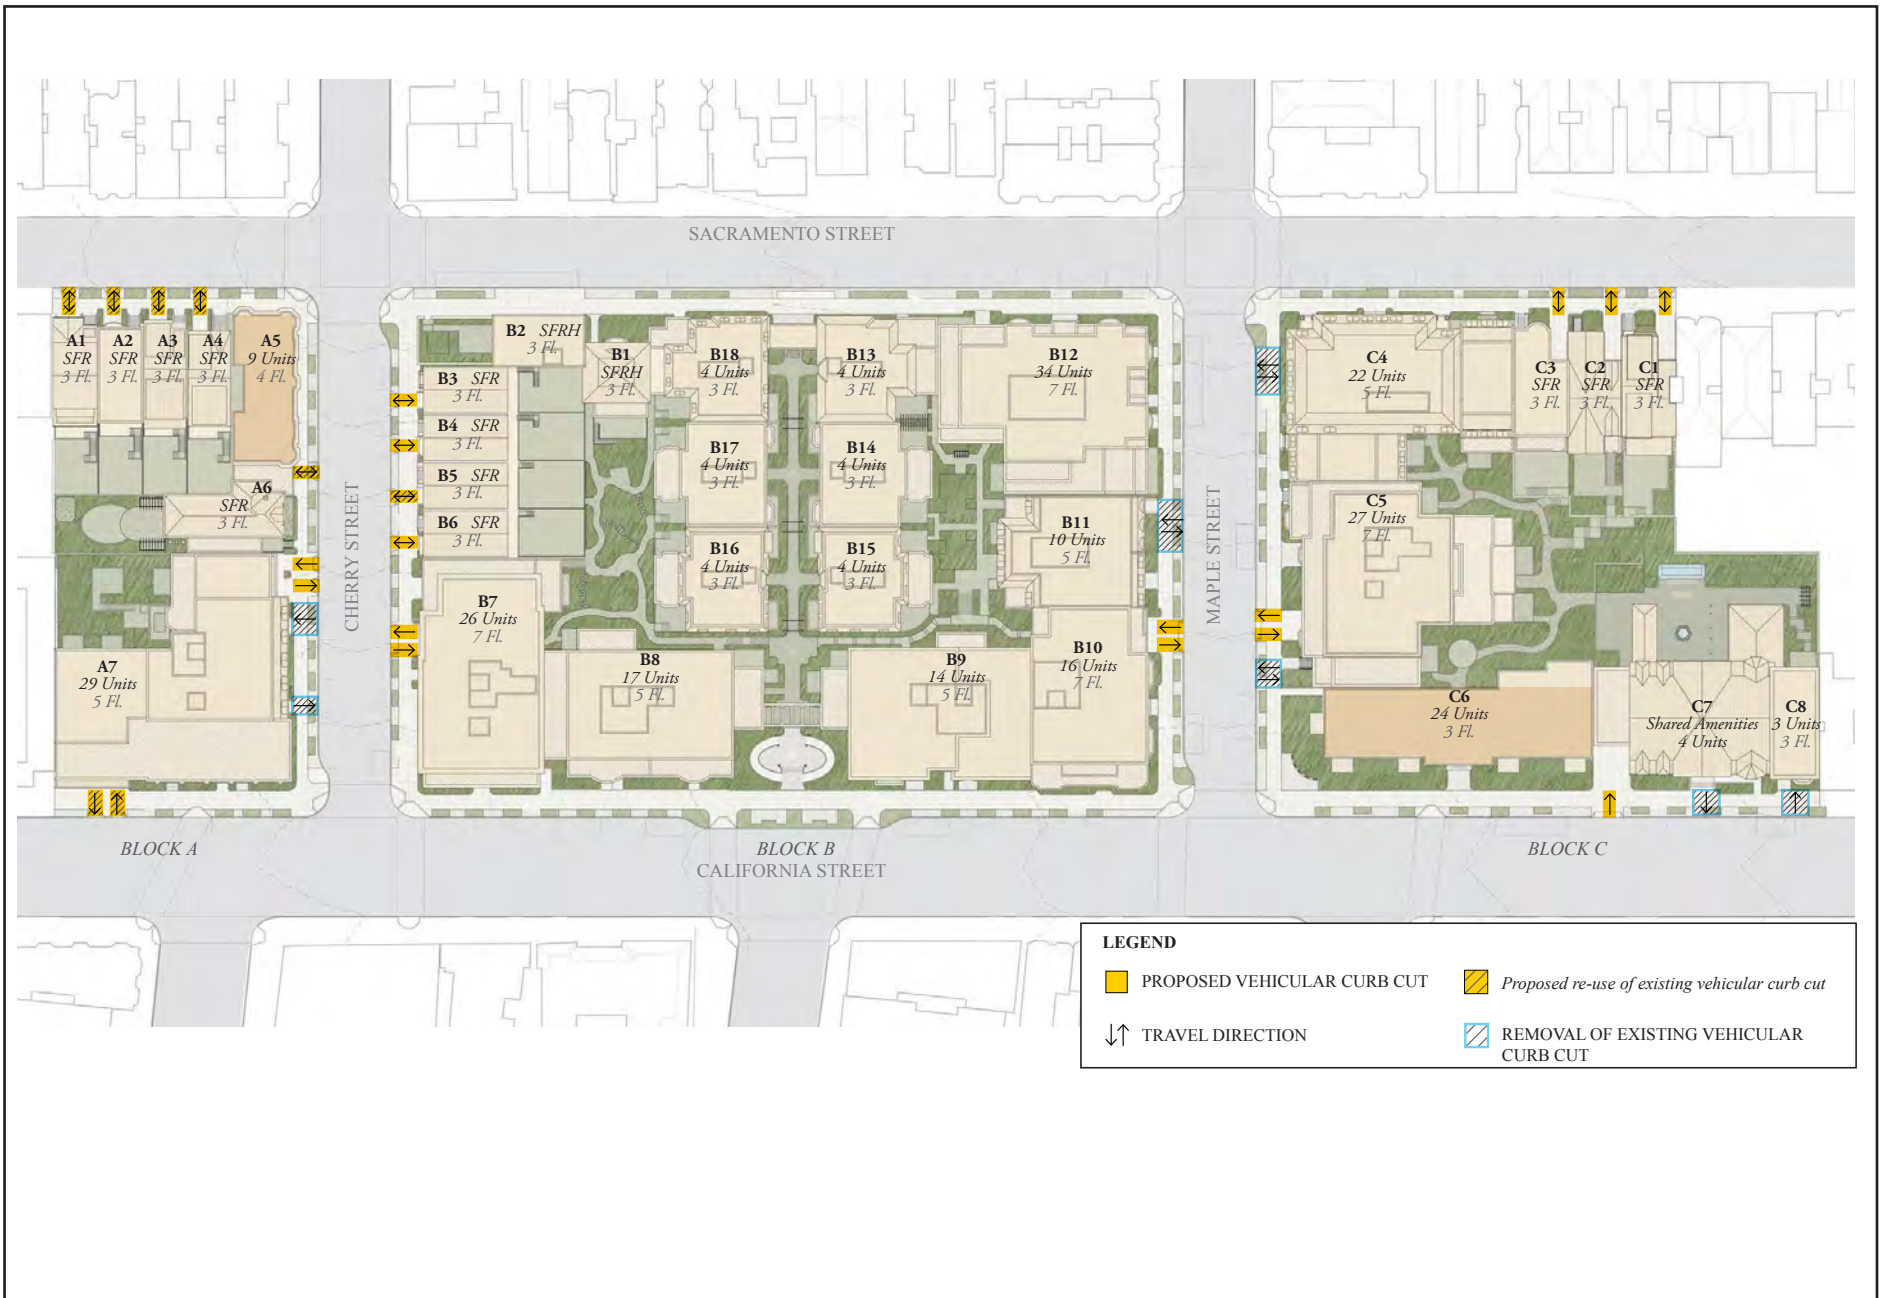 SACRAMENTO STREET
A1
SFR
3 Fl.
A2
SFR
3 Fl.
A3
SFR
3 Fl.
A4
SFR
3 Fl.
A5
9 Units
4 Fl.
A6
SFR
3 Fl.
A7
29 Units
5 Fl.
CHERRY STREET
B2 SFRH
3 Fl.
B1
SFRH
3 Fl.
B3 SFR
3 Fl.
B4 SFR
3 Fl.
B5 SFR
3 Fl.
B6 SFR
3 Fl.
B7
26 Units
7 Fl.
B18
4 Units
3 Fl.
B17
4 Units
3 Fl.
B16
4 Units
3 Fl.
B13
4 Units
3 Fl.
B14
4 Units
3 Fl.
B15
4 Units
3 Fl.
B12
34 Units
7 Fl.
B11
10 Units
5 Fl.
B10
16 Units
7 Fl.
B8
17 Units
5 Fl.
B9
14 Units
5 Fl.
MAPLE STREET
C4
22 Units
5 Fl.
C3
SFR
3 Fl.
C2
SFR
3 Fl.
C1
SFR
3 Fl.
C5
27 Units
7 Fl.
C6
24 Units
3 Fl.
C7
Shared Amenities
4 Units
C8
3 Units
3 Fl.
BLOCK A
BLOCK B
BLOCK C
CALIFORNIA STREET
LEGEND
PROPOSED VEHICULAR CURB CUT
Proposed re-use of existing vehicular curb cut
TRAVEL DIRECTION
REMOVAL OF EXISTING VEHICULAR
CURB CUT